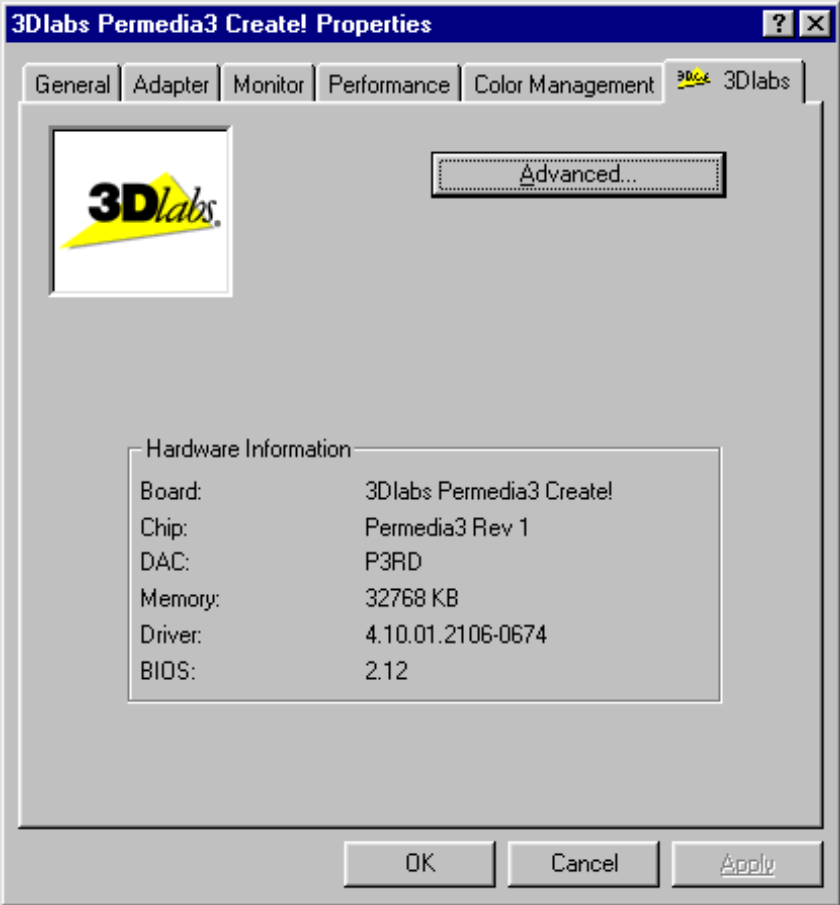 3Dlabs Permedia3 Create! Properties
General Adapter Monitor Performance Color Management 3Dlabs
3Dlabs®
Advanced...
Hardware Information
Board: 3Dlabs Permedia3 Create!
Chip: Permedia3 Rev 1
DAC: P3RD
Memory: 32768 KB
Driver: 4.10.01.2106-0674
BIOS: 2.12
OK Cancel Apply